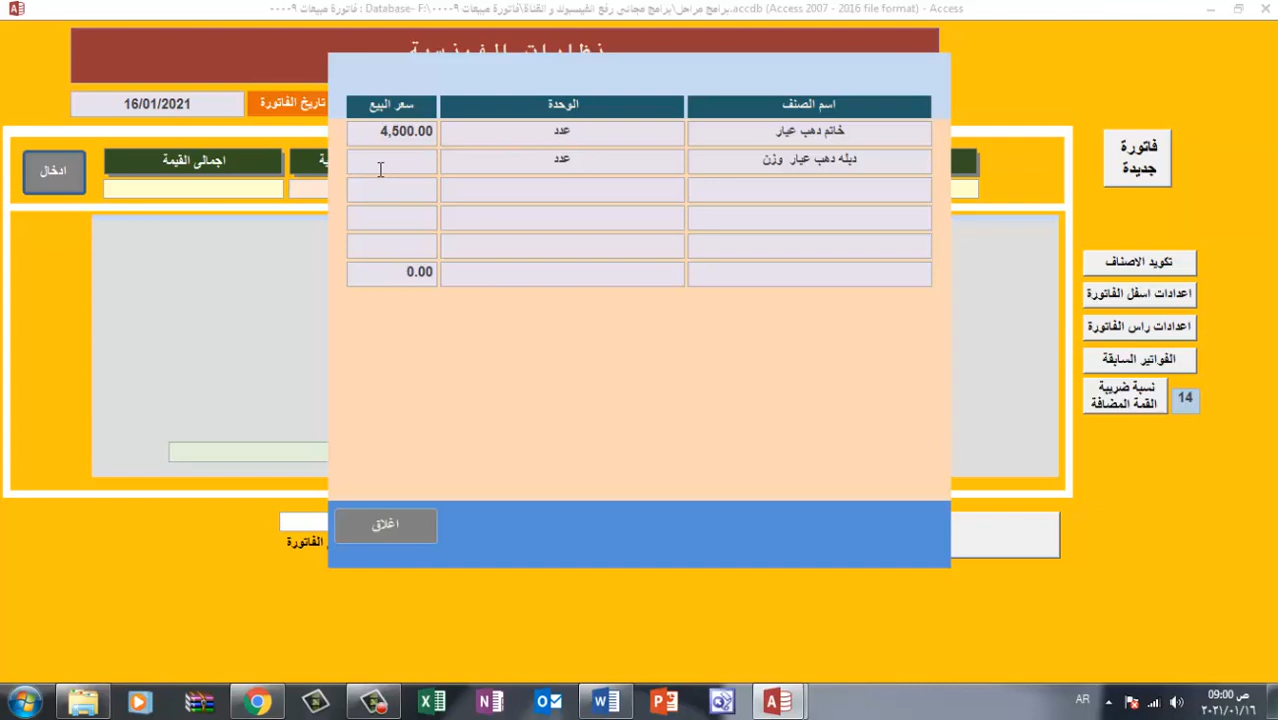 فاتورة مبيعات ٠٠٠٠٩ : Database- F:\برامج مراحل\برامج مجانى رفع الفيسبوك و القناة\فاتورة مبيعات ٠٠٠٠٩.accdb (Access 2007 - 2016 file format) - Access
تاريخ الفاتورة
16/01/2021
اسم الصنف
الوحدة
سعر البيع
خاتم دهب عيار
عدد
4,500.00
دبله دهب عيار وزن
عدد
0.00
اغلاق
فاتورة
جديدة
اجمالى القيمة
ادخال
تكويد الاصناف
اعدادات اسفل الفاتورة
اعدادات راس الفاتورة
الفواتير السابقة
نسبة ضريبة
القمة المضافة
14
الفاتورة
AR
09:00 ص
٢٠٢١/٠١/١٦